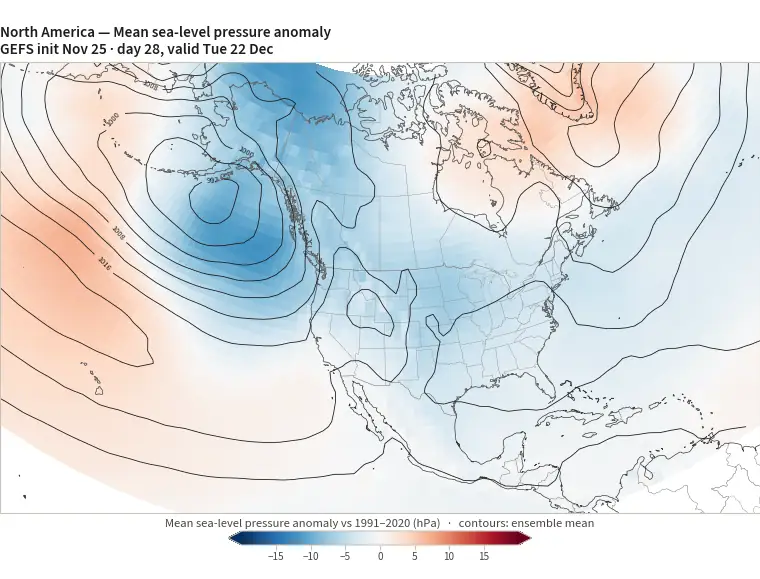 North America — Mean sea-level pressure anomaly
GEFS init Nov 25 · day 28, valid Tue 22 Dec
1008
1000
1000
992
1008
1016
Mean sea-level pressure anomaly vs 1991–2020 (hPa) · contours: ensemble mean
−15 −10 −5 0 5 10 15